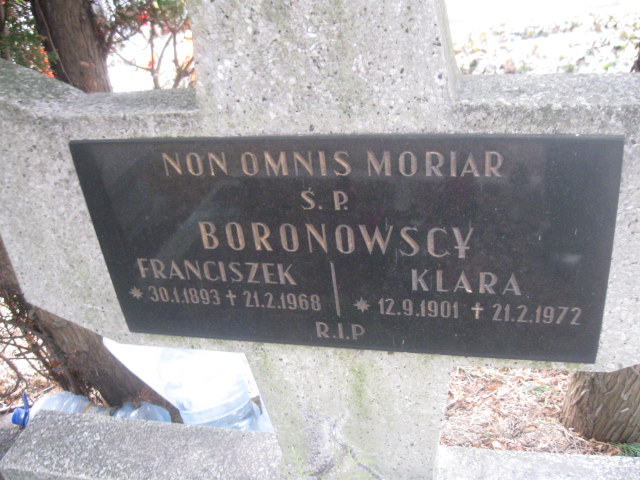 NON OMNIS MORIAR
Ś. P.
BORONOWSCY
FRANCISZEK
* 30.1.1893 + 21.2.1968
KLARA
* 12.9.1901 + 21.2.1972
R.I.P